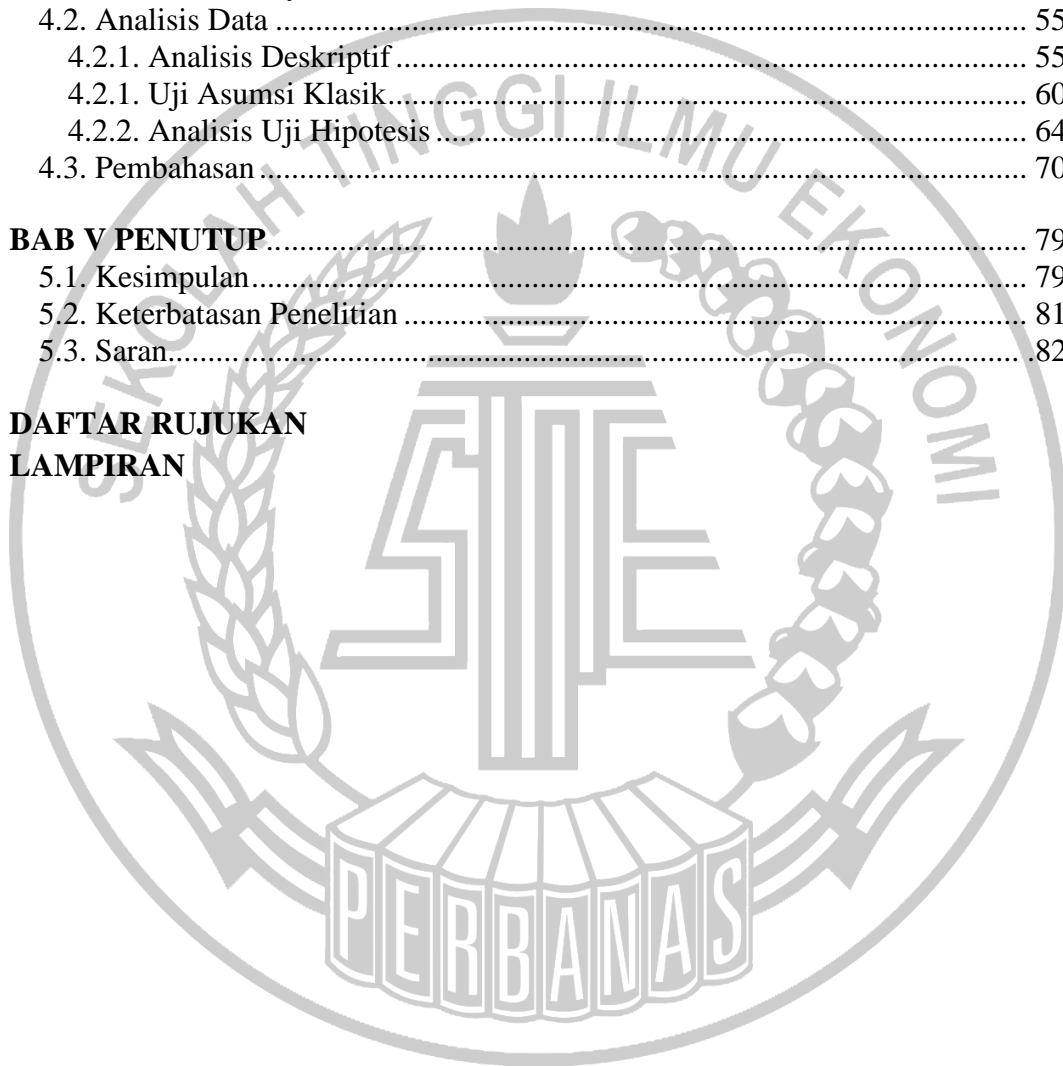 4.2. Analisis Data ........ 55
4.2.1. Analisis Deskriptif ........ 55
4.2.1. Uji Asumsi Klasik ........ 60
4.2.2. Analisis Uji Hipotesis ........ 64
4.3. Pembahasan ........ 70
BAB V PENUTUP ........ 79
5.1. Kesimpulan ........ 79
5.2. Keterbatasan Penelitian ........ 81
5.3. Saran ........ 82
DAFTAR RUJUKAN
LAMPIRAN
SEKOLAH TINGGI ILMU EKONOMI
STIE
PERBANAS